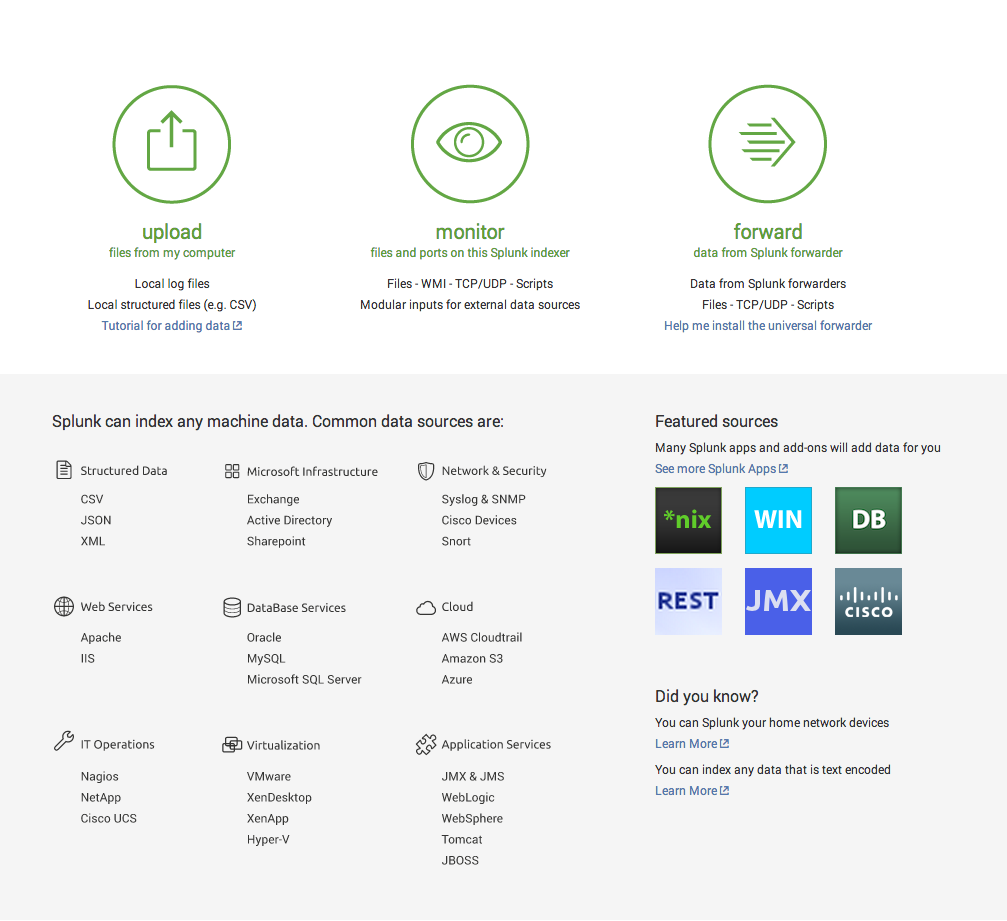 upload
files from my computer
Local log files
Local structured files (e.g. CSV)
Tutorial for adding data
monitor
files and ports on this Splunk indexer
Files - WMI - TCP/UDP - Scripts
Modular inputs for external data sources
forward
data from Splunk forwarder
Data from Splunk forwarders
Files - TCP/UDP - Scripts
Help me install the universal forwarder
Splunk can index any machine data. Common data sources are:
Structured Data
CSV
JSON
XML
Microsoft Infrastructure
Exchange
Active Directory
Sharepoint
Network & Security
Syslog & SNMP
Cisco Devices
Snort
Web Services
Apache
IIS
DataBase Services
Oracle
MySQL
Microsoft SQL Server
Cloud
AWS Cloudtrail
Amazon S3
Azure
IT Operations
Nagios
NetApp
Cisco UCS
Virtualization
VMware
XenDesktop
XenApp
Hyper-V
Application Services
JMX & JMS
WebLogic
WebSphere
Tomcat
JBOSS
Featured sources
Many Splunk apps and add-ons will add data for you
See more Splunk Apps
*nix
WIN
DB
REST
JMX
CISCO
Did you know?
You can Splunk your home network devices
Learn More
You can index any data that is text encoded
Learn More